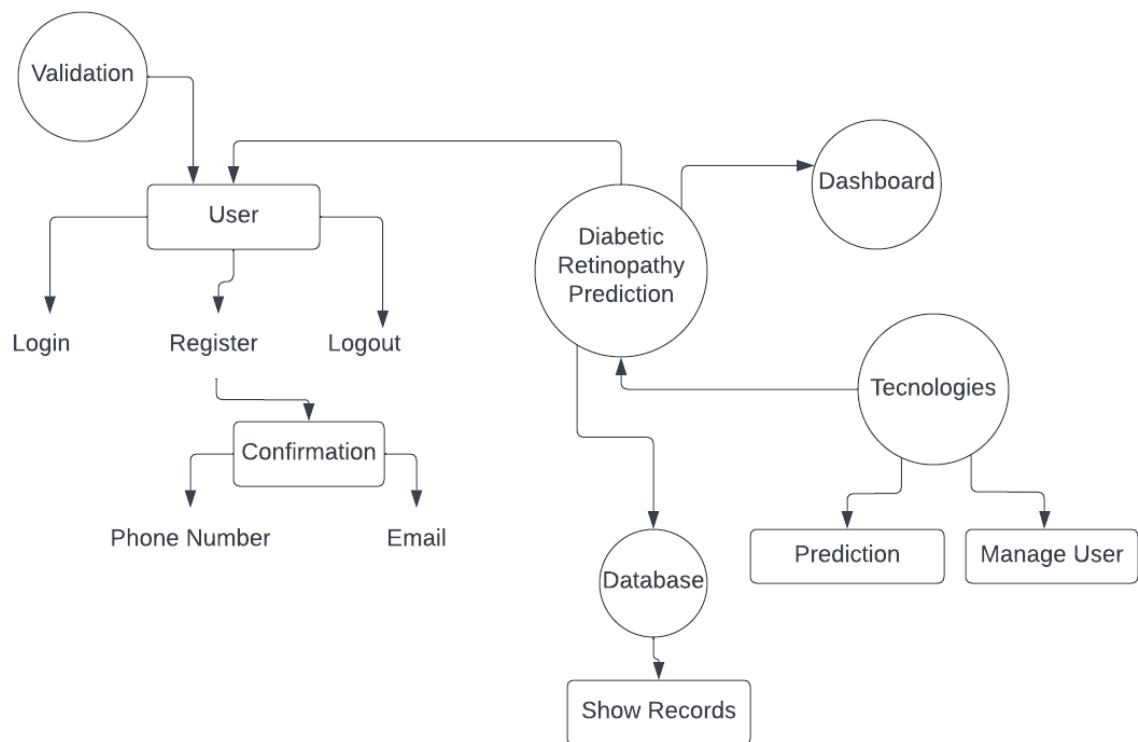 Validation
Dashboard
User
Diabetic
Retinopathy
Prediction
Login
Register
Logout
Tecnologies
Confirmation
Phone Number
Email
Prediction
Manage User
Database
Show Records